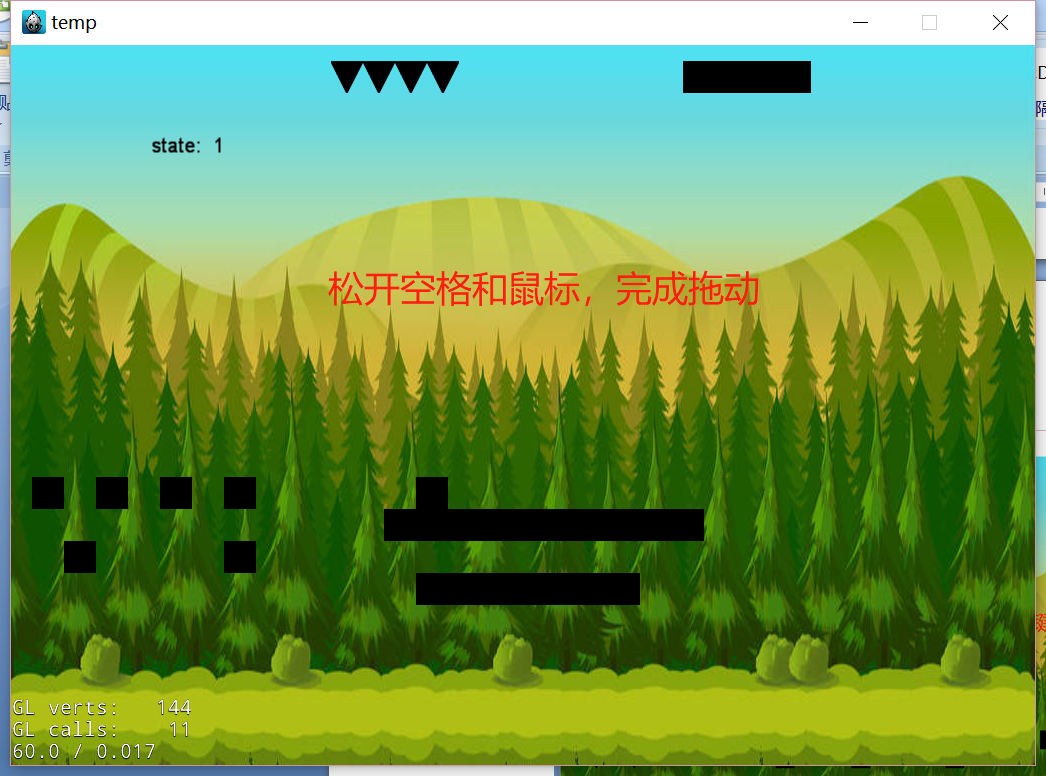 temp
state: 1
松开空格和鼠标，完成拖动
GL verts: 144
GL calls: 11
60.0 / 0.017